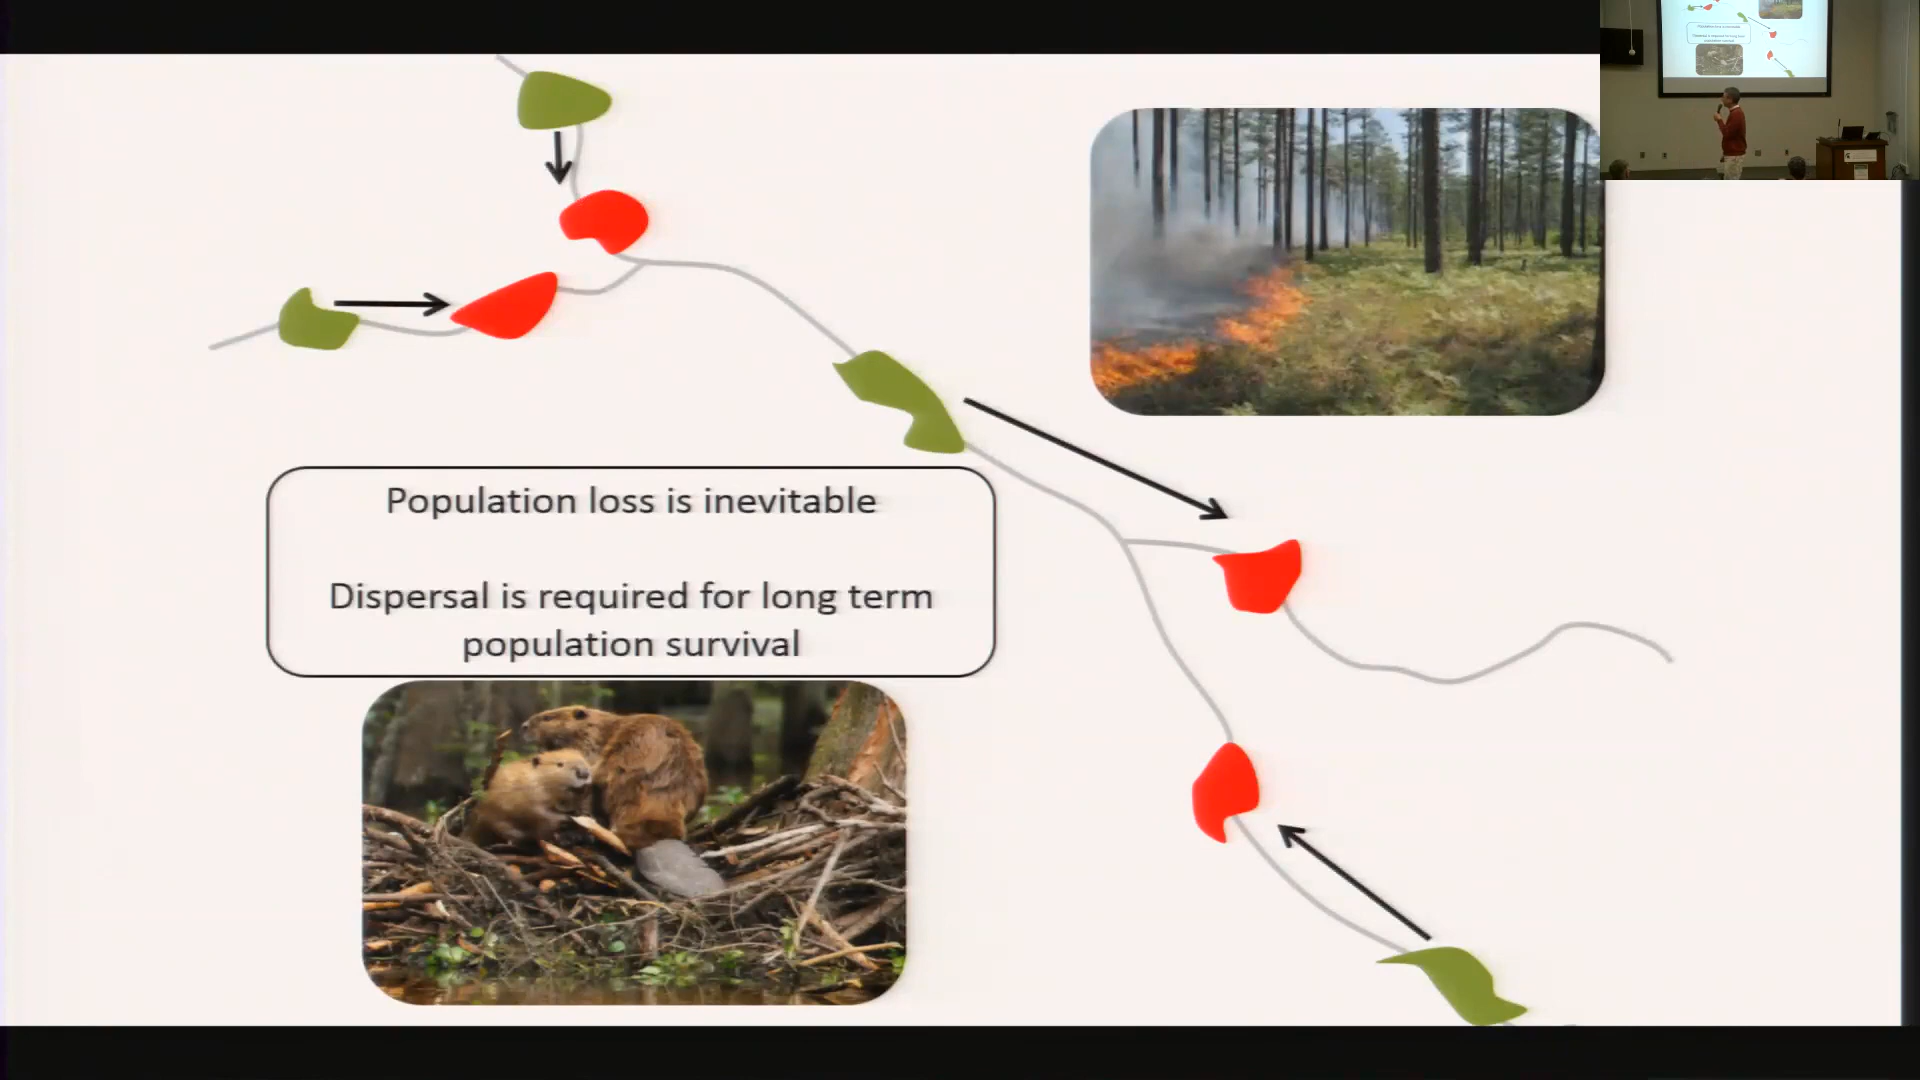 Population loss is inevitable
Dispersal is required for long term
population survival